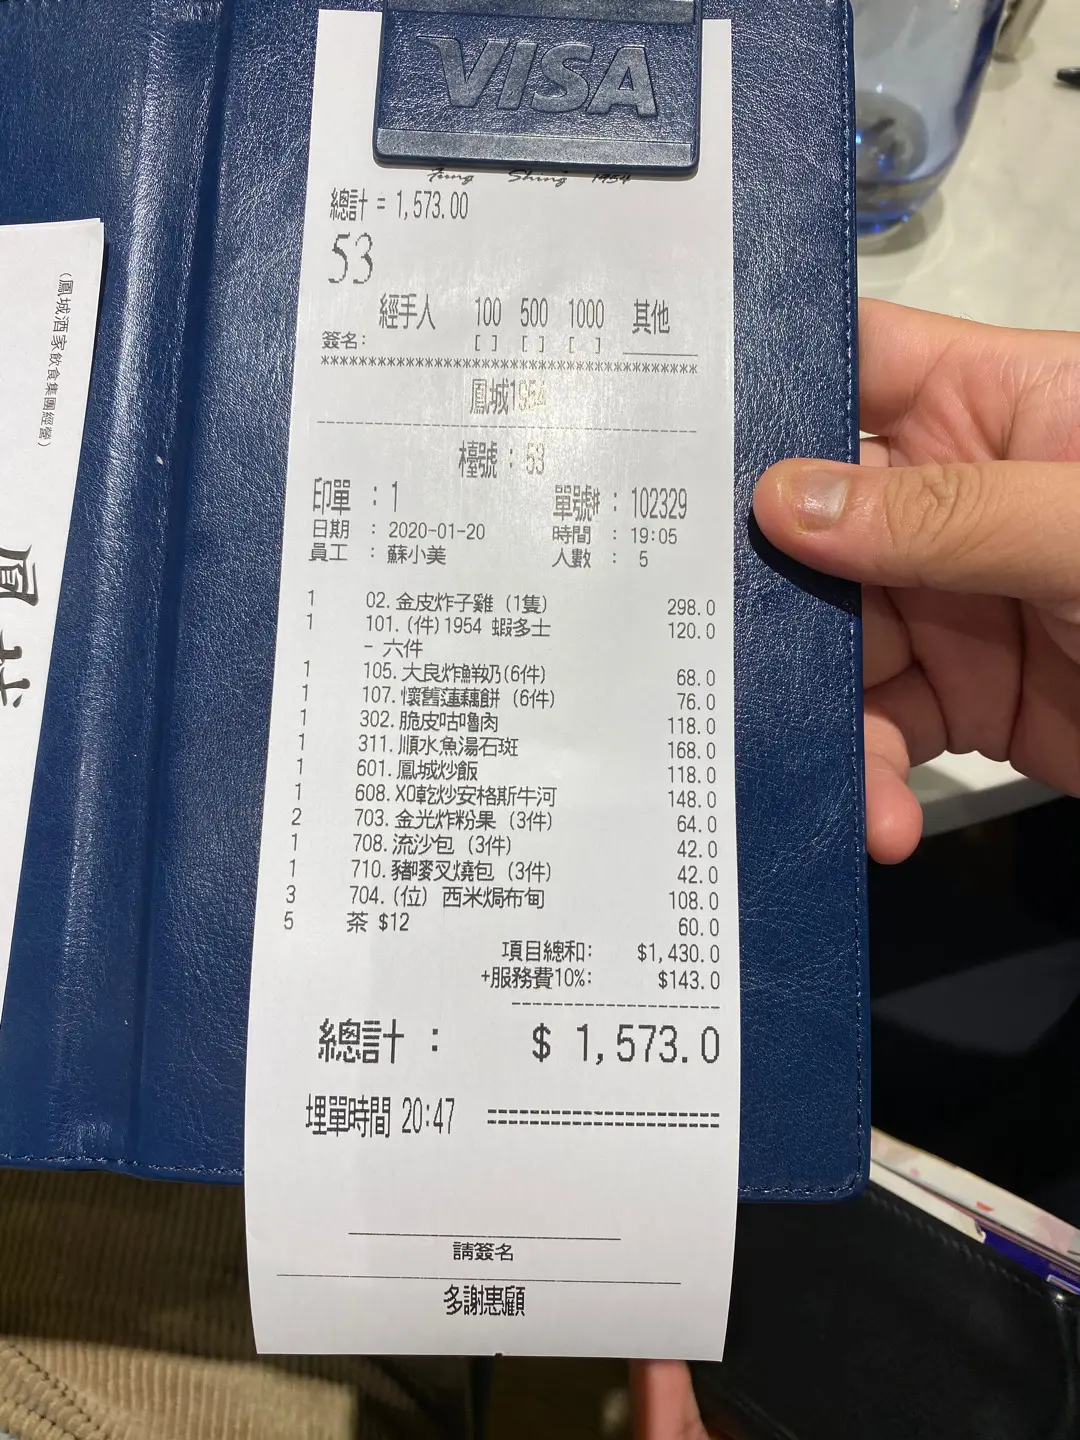 VISA
Fung Shing 1954
總計 = 1,573.00
53
經手人 100 500 1000 其他
簽名: [ ] [ ] [ ] ______
****************************************
鳳城1954
檯號 : 53
印單 : 1 單號# : 102329
日期 : 2020-01-20 時間 : 19:05
員工 : 蘇小美 人數 : 5
1 02. 金皮炸子雞 (1隻) 298.0
1 101. (件) 1954 蝦多士 120.0
- 六件
1 105. 大良炸鮮奶(6件) 68.0
1 107. 懷舊蓮藕餅 (6件) 76.0
1 302. 脆皮咕嚕肉 118.0
1 311. 順水魚湯石斑 168.0
1 601. 鳳城炒飯 118.0
1 608. XO乾炒安格斯牛河 148.0
2 703. 金光炸粉果 (3件) 64.0
1 708. 流沙包 (3件) 42.0
1 710. 豬嘜叉燒包 (3件) 42.0
3 704. (位) 西米焗布甸 108.0
5 茶 $12 60.0
項目總和: $1,430.0
+服務費10%: $143.0
總計 : $ 1,573.0
埋單時間 20:47 ======================
請簽名
多謝惠顧
(鳳城酒家飲食集團經營)
鳳城